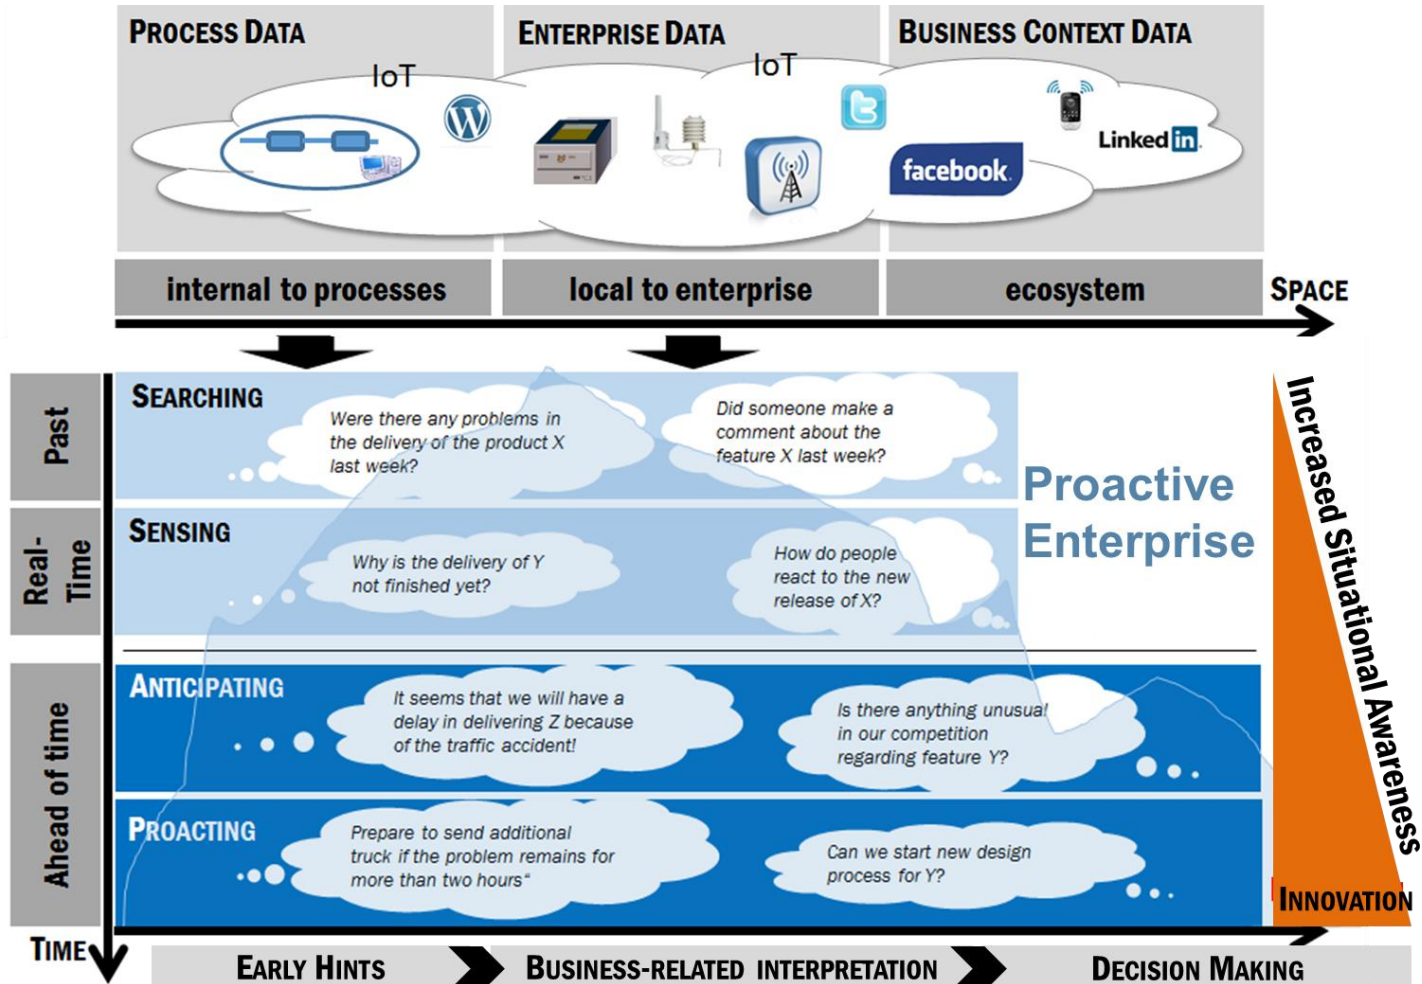 PROCESS DATA
ENTERPRISE DATA
BUSINESS CONTEXT DATA
IoT
IoT
facebook.
Linked in.
internal to processes
local to enterprise
ecosystem
SPACE
Past
SEARCHING
Were there any problems in
the delivery of the product X
last week?
Did someone make a
comment about the
feature X last week?
Real-
Time
SENSING
Why is the delivery of Y
not finished yet?
How do people
react to the new
release of X?
Proactive
Enterprise
Increased Situational Awareness
Ahead of time
ANTICIPATING
It seems that we will have a
delay in delivering Z because
of the traffic accident!
Is there anything unusual
in our competition
regarding feature Y?
PROACTING
Prepare to send additional
truck if the problem remains for
more than two hours“
Can we start new design
process for Y?
INNOVATION
TIME
EARLY HINTS
BUSINESS-RELATED INTERPRETATION
DECISION MAKING